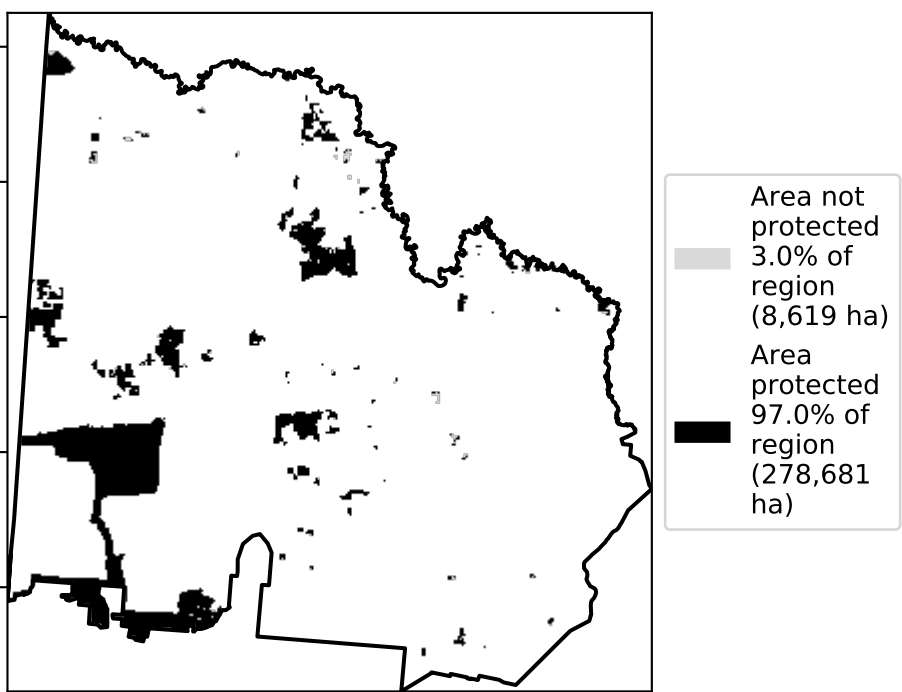 Area not
protected
3.0% of
region
(8,619 ha)
Area
protected
97.0% of
region
(278,681
ha)